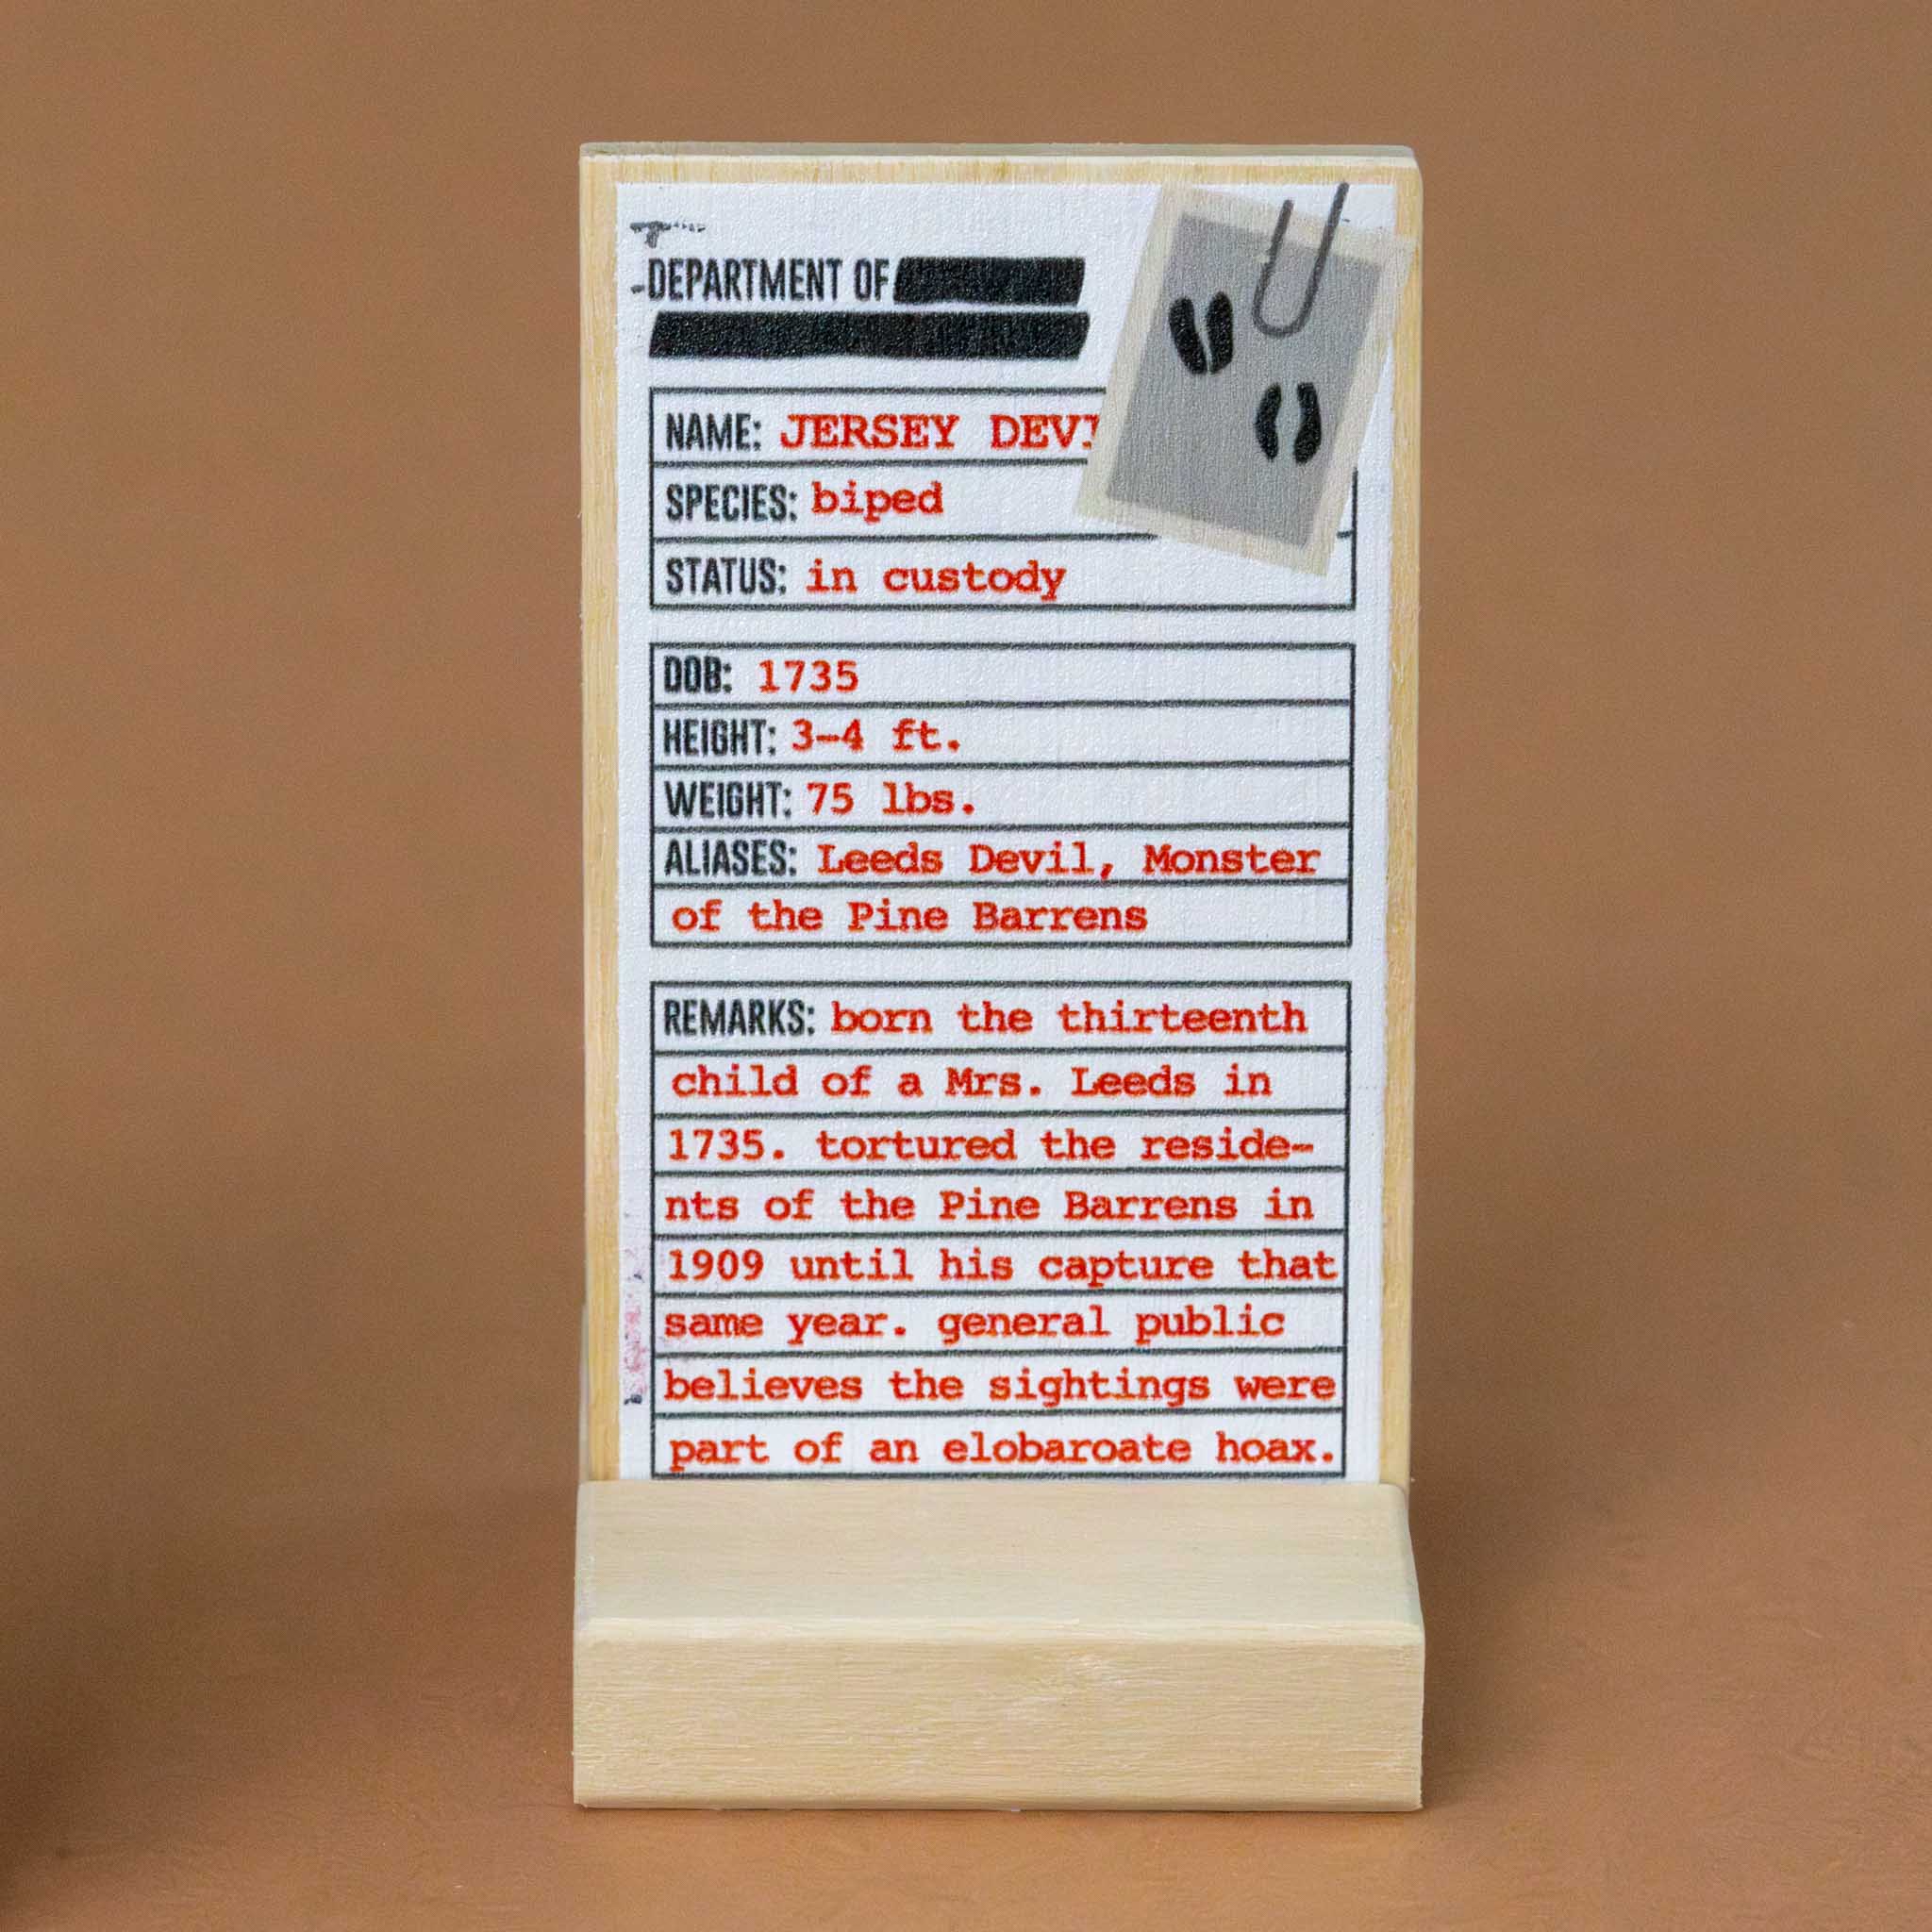 DEPARTMENT OF
NAME: JERSEY DEVI
SPECIES: biped
STATUS: in custody
DOB: 1735
HEIGHT: 3-4 ft.
WEIGHT: 75 lbs.
ALIASES: Leeds Devil, Monster
of the Pine Barrens
REMARKS: born the thirteenth
child of a Mrs. Leeds in
1735. tortured the reside-
nts of the Pine Barrens in
1909 until his capture that
same year. general public
believes the sightings were
part of an elobaroate hoax.